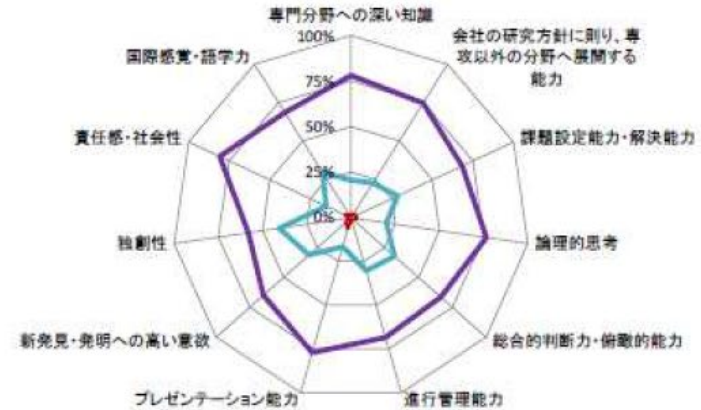 専門分野への深い知識
会社の研究方針に則り、専
攻以外の分野へ展開する
能力
課題設定能力・解決能力
論理的思考
総合的判断力・俯瞰的能力
進行管理能力
プレゼンテーション能力
新発見・発明への高い意欲
独創性
責任感・社会性
国際感覚・語学力
100%
75%
50%
25%
0%